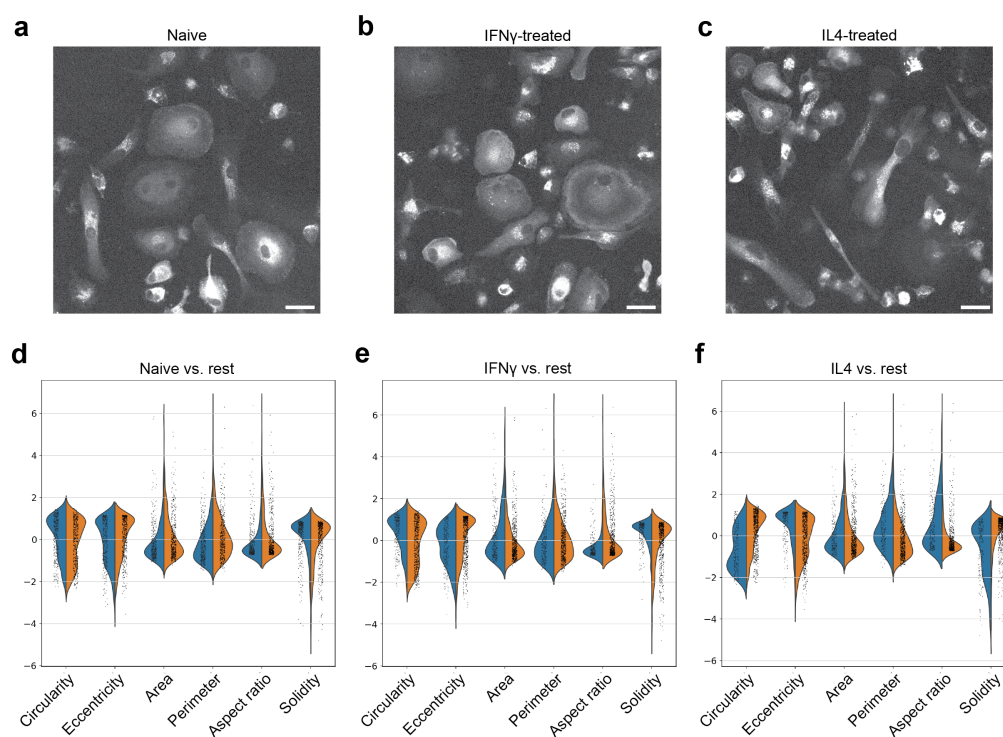 a
Naive
b
IFNγ-treated
c
IL4-treated
d
Naive vs. rest
6
4
2
0
−2
−4
−6
Circularity
Eccentricity
Area
Perimeter
Aspect ratio
Solidity
e
IFNγ vs. rest
6
4
2
0
−2
−4
−6
Circularity
Eccentricity
Area
Perimeter
Aspect ratio
Solidity
f
IL4 vs. rest
6
4
2
0
−2
−4
−6
Circularity
Eccentricity
Area
Perimeter
Aspect ratio
Solidity